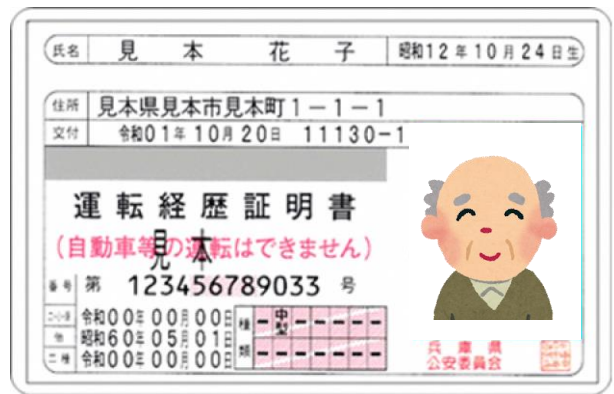 氏名 見本 花子 昭和12年10月24日生
住所 見本県見本市見本町1-1-1
交付 令和01年10月20日 11130-1
運転経歴証明書
(自動車等の運転はできません)
見本
番号 第 123456789033 号
二・小・原 令和00年00月00日
他 昭和60年05月01日
二種 令和00年00月00日
種類 - 中型 - - - - -
- - - - - - -
兵庫県
公安委員会